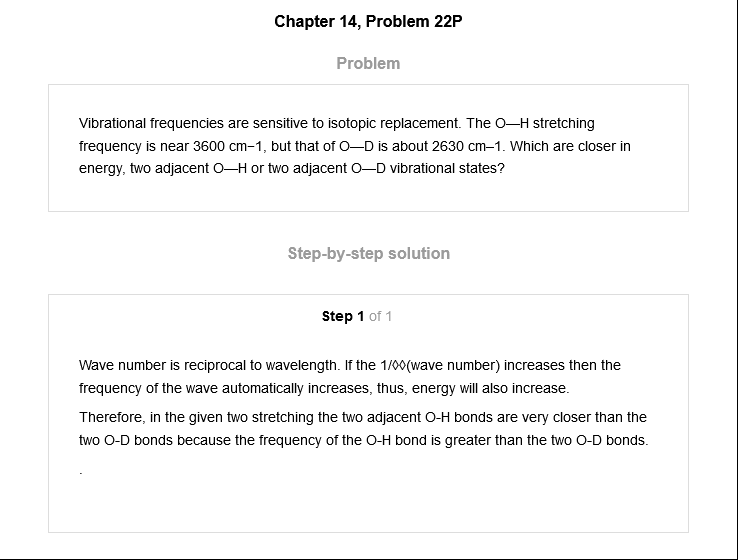 Chapter 14, Problem 22P
Problem
Vibrational frequencies are sensitive to isotopic replacement. The O—H stretching
frequency is near 3600 cm−1, but that of O—D is about 2630 cm–1. Which are closer in
energy, two adjacent O—H or two adjacent O—D vibrational states?
Step-by-step solution
Step 1 of 1
Wave number is reciprocal to wavelength. If the 1/◊◊(wave number) increases then the
frequency of the wave automatically increases, thus, energy will also increase.
Therefore, in the given two stretching the two adjacent O-H bonds are very closer than the
two O-D bonds because the frequency of the O-H bond is greater than the two O-D bonds.
.